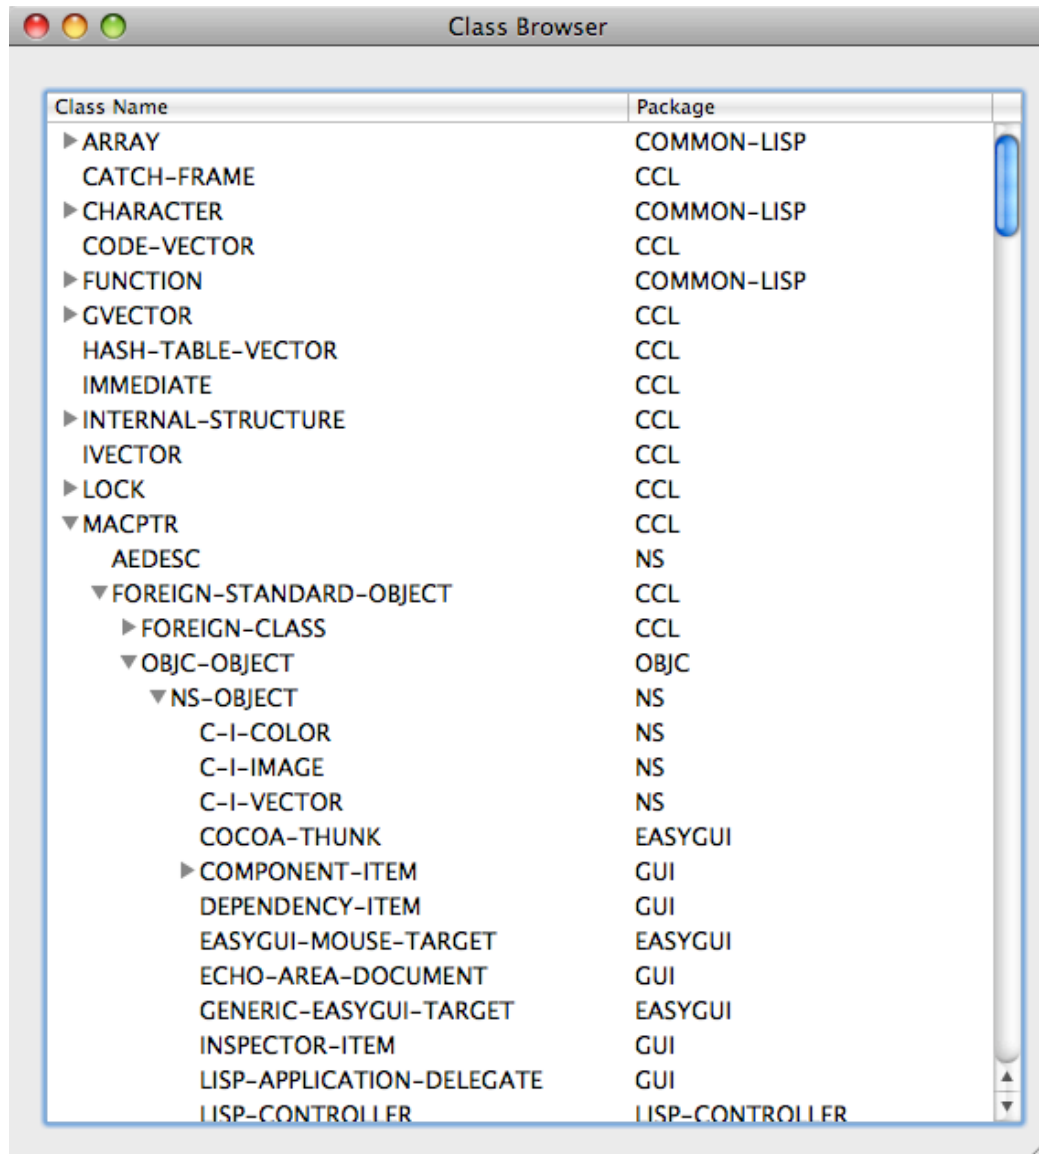 Class Browser
Class Name Package
ARRAY COMMON-LISP
CATCH-FRAME CCL
CHARACTER COMMON-LISP
CODE-VECTOR CCL
FUNCTION COMMON-LISP
GVECTOR CCL
HASH-TABLE-VECTOR CCL
IMMEDIATE CCL
INTERNAL-STRUCTURE CCL
IVECTOR CCL
LOCK CCL
MACPTR CCL
AEDESC NS
FOREIGN-STANDARD-OBJECT CCL
FOREIGN-CLASS CCL
OBJC-OBJECT OBJC
NS-OBJECT NS
C-I-COLOR NS
C-I-IMAGE NS
C-I-VECTOR NS
COCOA-THUNK EASYGUI
COMPONENT-ITEM GUI
DEPENDENCY-ITEM GUI
EASYGUI-MOUSE-TARGET EASYGUI
ECHO-AREA-DOCUMENT GUI
GENERIC-EASYGUI-TARGET EASYGUI
INSPECTOR-ITEM GUI
LISP-APPLICATION-DELEGATE GUI
LISP-CONTROLLER LISP-CONTROLLER